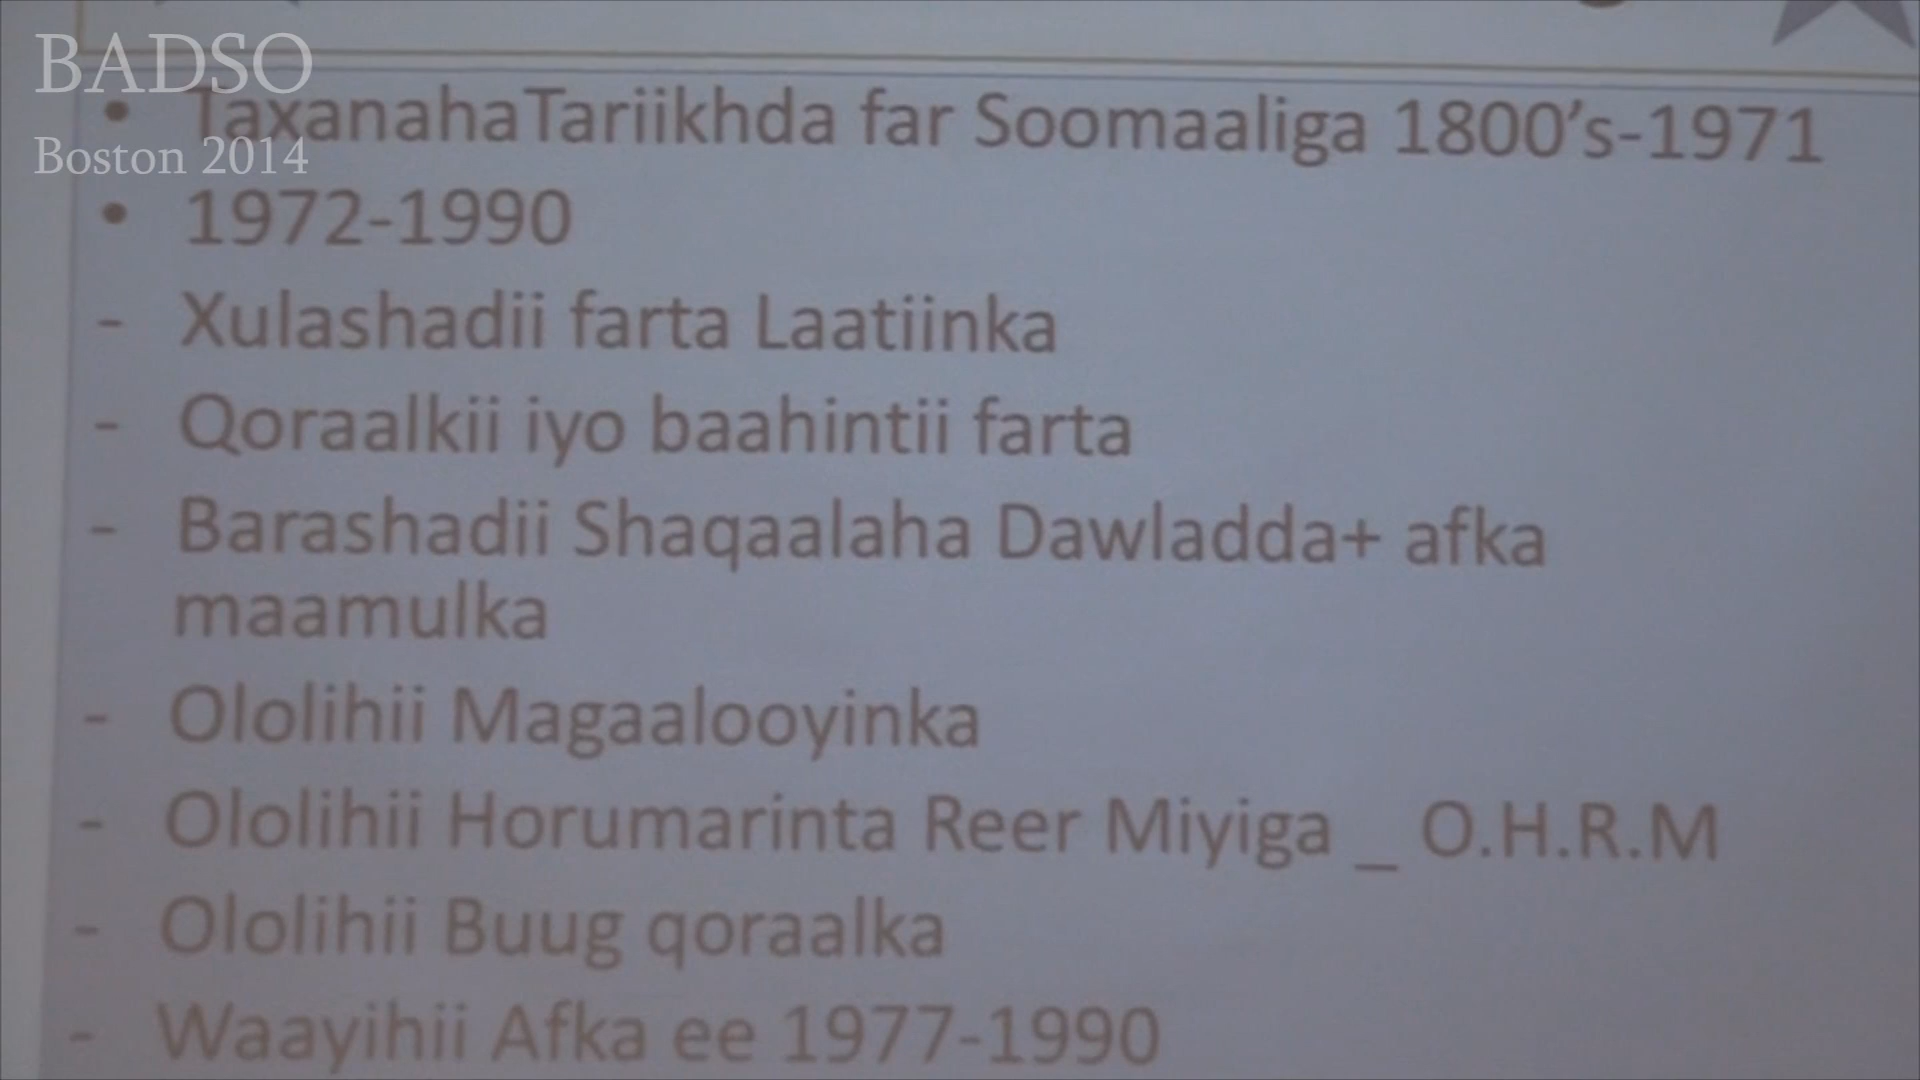 BADSO
Boston 2014
• TaxanahaTariikhda far Soomaaliga 1800’s-1971
• 1972-1990
- Xulashadii farta Laatiinka
- Qoraalkii iyo baahintii farta
- Barashadii Shaqaalaha Dawladda+ afka
maamulka
- Ololihii Magaalooyinka
- Ololihii Horumarinta Reer Miyiga _ O.H.R.M
- Ololihii Buug qoraalka
- Waayihii Afka ee 1977-1990